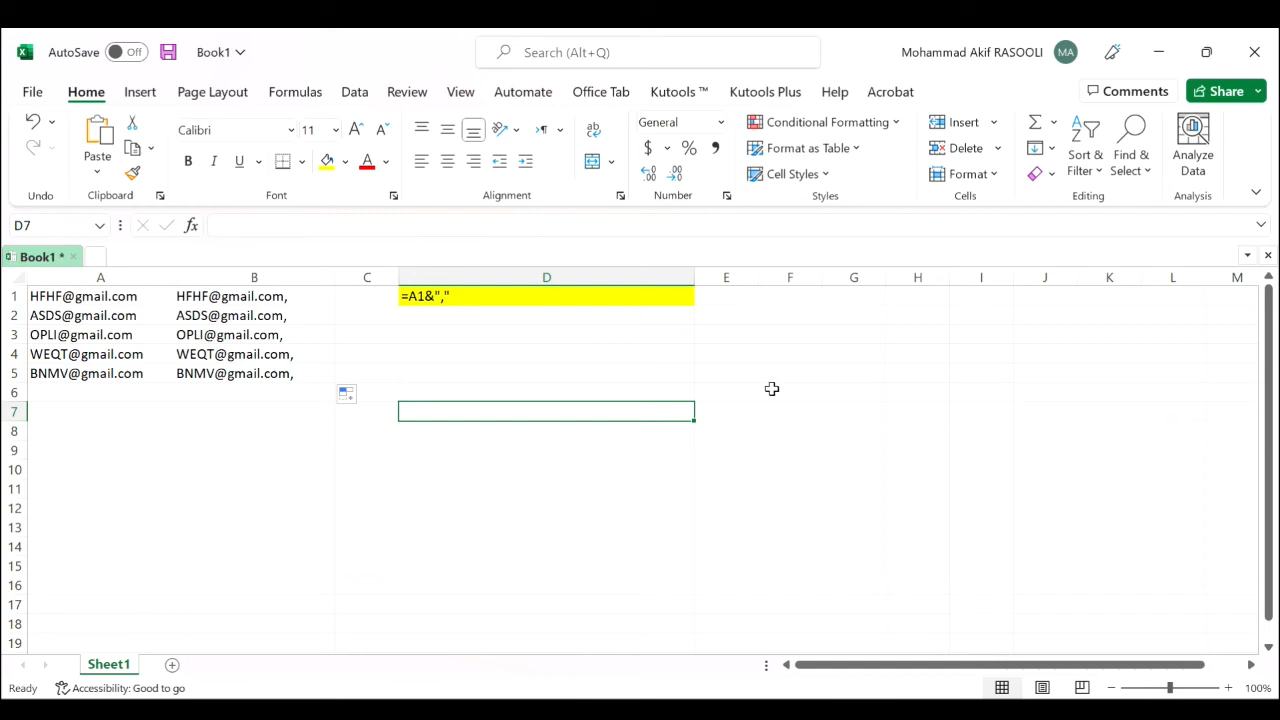 AutoSave Off Book1 Search (Alt+Q) Mohammad Akif RASOOLI MA
File Home Insert Page Layout Formulas Data Review View Automate Office Tab Kutools ™ Kutools Plus Help Acrobat Comments Share
Calibri 11 General Conditional Formatting Insert
Paste B I U A ab c ¶ $ % , Format as Table Delete Sort & Filter Find & Select Analyze Data
Cell Styles Format
Undo Clipboard Font Alignment Number Styles Cells Editing Analysis
D7 fx
Book1 *
A B C D E F G H I J K L M
1 HFHF@gmail.com HFHF@gmail.com, =A1&","
2 ASDS@gmail.com ASDS@gmail.com,
3 OPLI@gmail.com OPLI@gmail.com,
4 WEQT@gmail.com WEQT@gmail.com,
5 BNMV@gmail.com BNMV@gmail.com,
6
7
8
9
10
11
12
13
14
15
16
17
18
19
Sheet1
Ready Accessibility: Good to go 100%